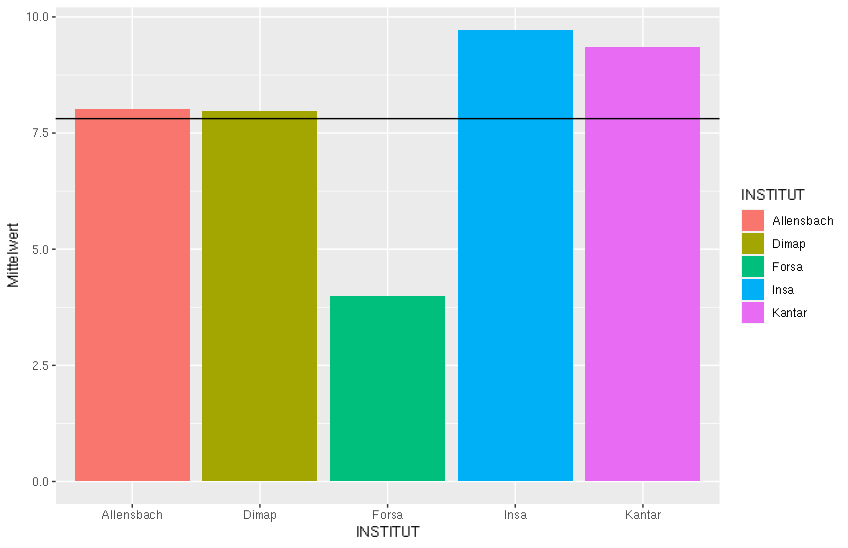 10.0
7.5
5.0
2.5
0.0
Mittelwert
Allensbach
Dimap
Forsa
Insa
Kantar
INSTITUT
INSTITUT
Allensbach
Dimap
Forsa
Insa
Kantar